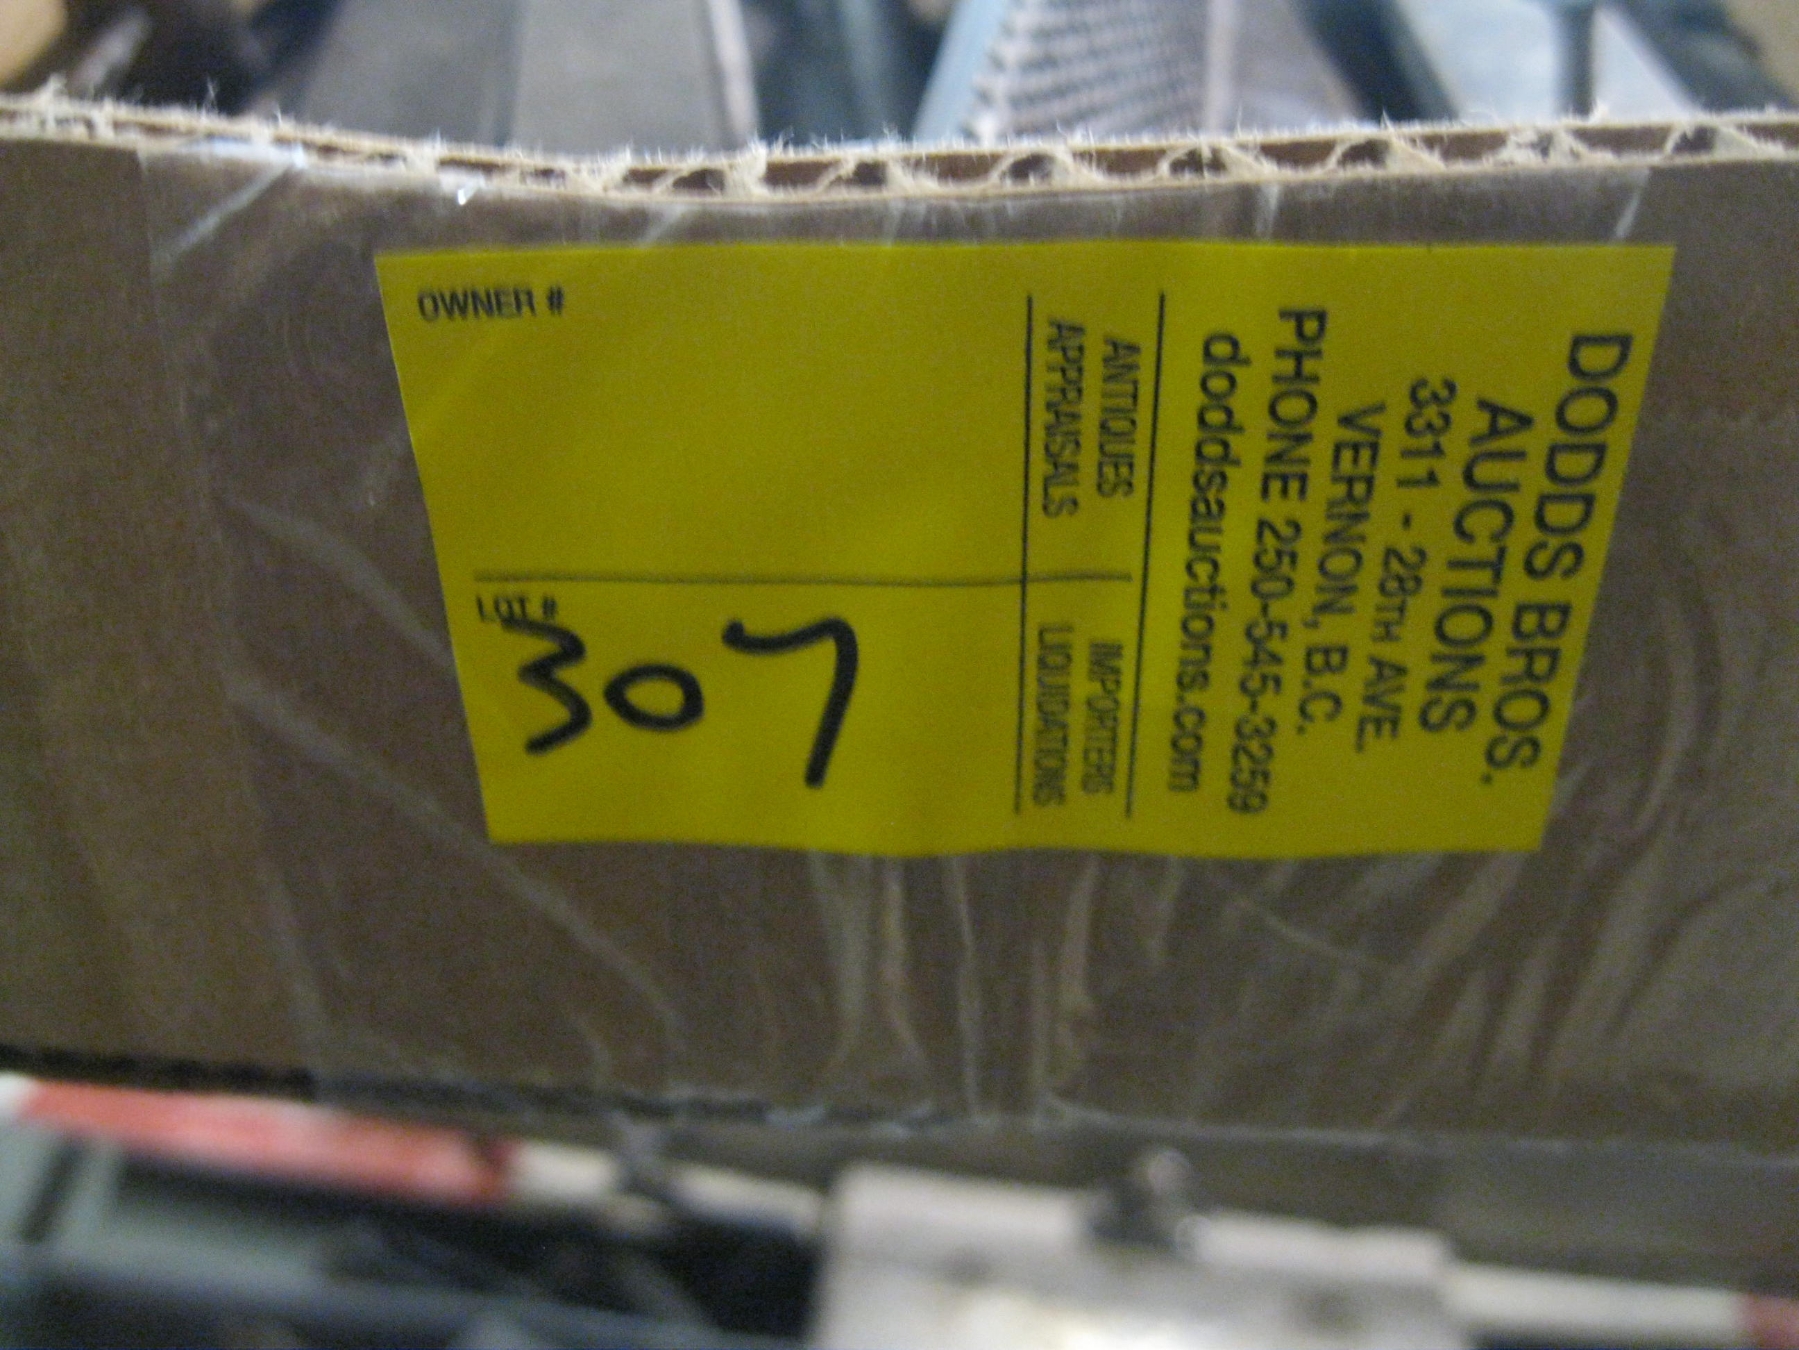 DODDS BROS.
AUCTIONS
3311 - 28TH AVE.
VERNON, B.C.
PHONE 250-545-3259
doddsauctions.com
ANTIQUES IMPORTERS
APPRAISALS LIQUIDATIONS
OWNER #
LOT #
307